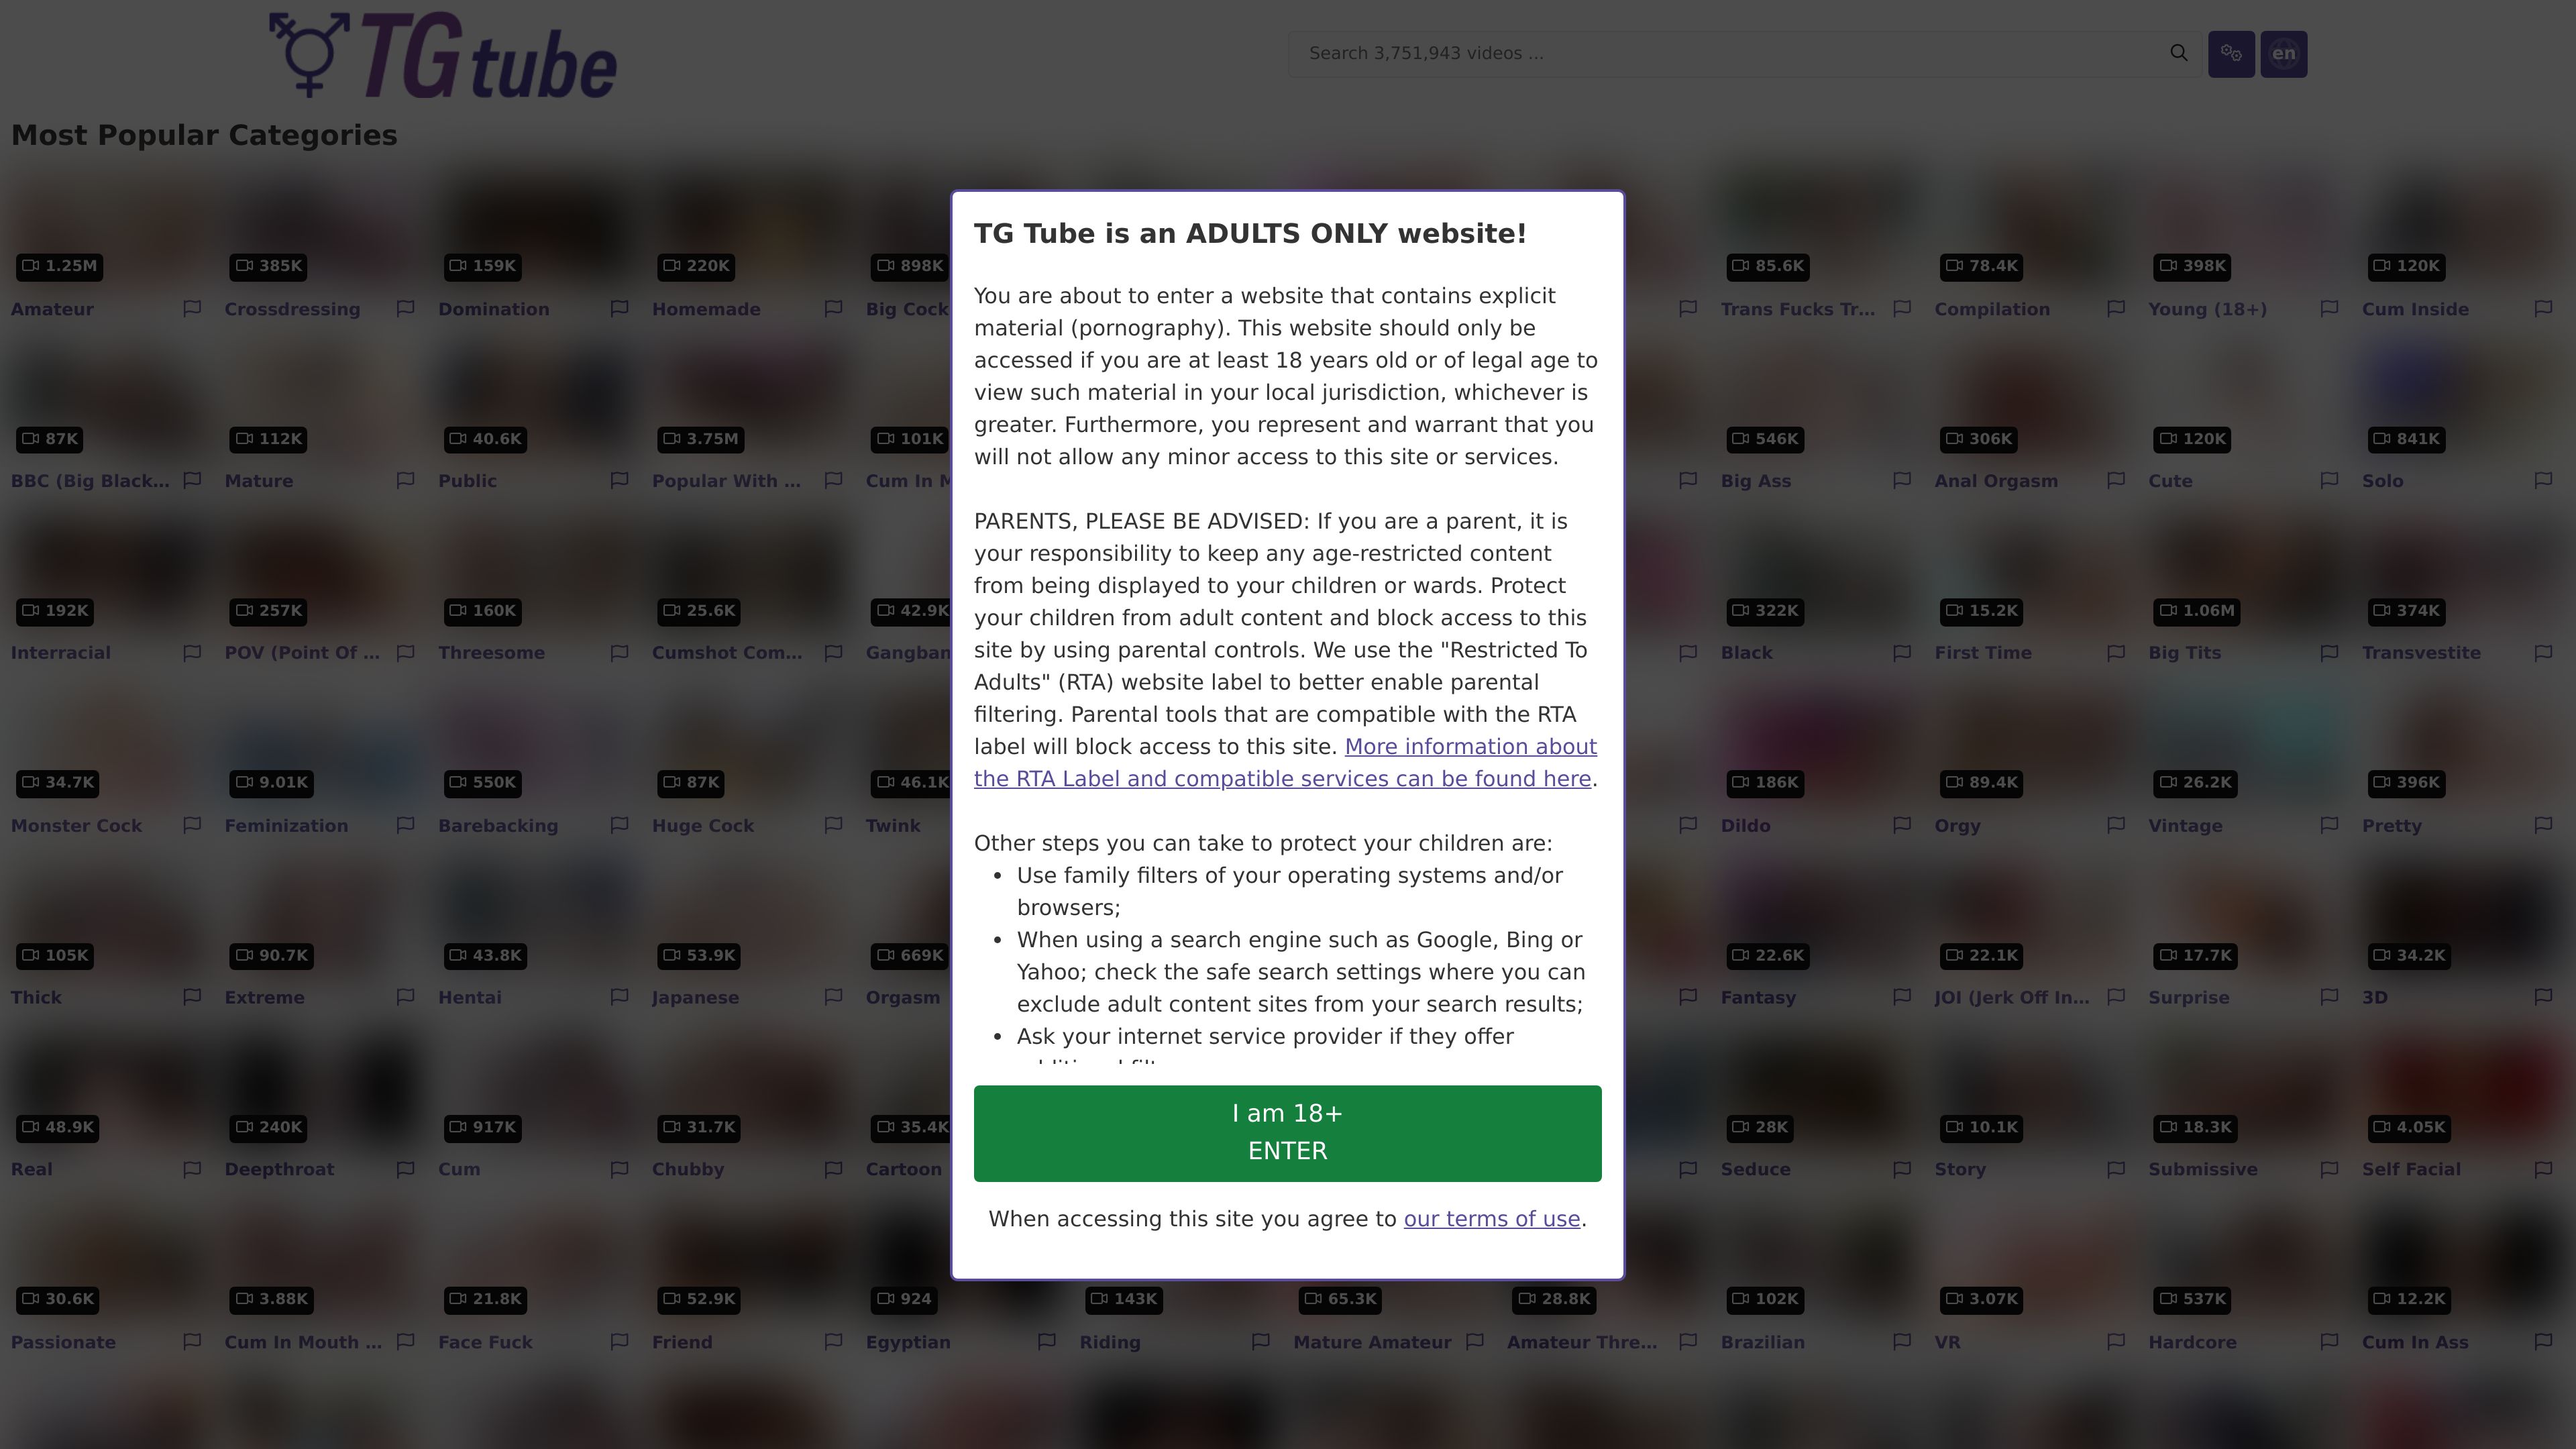 TG tube
Search 3,751,943 videos ...
en
Most Popular Categories
1.25M 385K 159K 220K 898K 85.6K 78.4K 398K 120K
Amateur Crossdressing Domination Homemade Big Cock Trans Fucks Tr... Compilation Young (18+) Cum Inside
87K 112K 40.6K 3.75M 101K 546K 306K 120K 841K
BBC (Big Black... Mature Public Popular With ... Cum In Big Ass Anal Orgasm Cute Solo
192K 257K 160K 25.6K 42.9K 322K 15.2K 1.06M 374K
Interracial POV (Point Of ... Threesome Cumshot Com... Gangban Black First Time Big Tits Transvestite
34.7K 9.01K 550K 87K 46.1K 186K 89.4K 26.2K 396K
Monster Cock Feminization Barebacking Huge Cock Twink Dildo Orgy Vintage Pretty
105K 90.7K 43.8K 53.9K 669K 22.6K 22.1K 17.7K 34.2K
Thick Extreme Hentai Japanese Orgasm Fantasy JOI (Jerk Off In... Surprise 3D
48.9K 240K 917K 31.7K 35.4K 28K 10.1K 18.3K 4.05K
Real Deepthroat Cum Chubby Cartoon Seduce Story Submissive Self Facial
30.6K 3.88K 21.8K 52.9K 924 143K 65.3K 28.8K 102K 3.07K 537K 12.2K
Passionate Cum In Mouth ... Face Fuck Friend Egyptian Riding Mature Amateur Amateur Thre... Brazilian VR Hardcore Cum In Ass
TG Tube is an ADULTS ONLY website!
You are about to enter a website that contains explicit
material (pornography). This website should only be
accessed if you are at least 18 years old or of legal age to
view such material in your local jurisdiction, whichever is
greater. Furthermore, you represent and warrant that you
will not allow any minor access to this site or services.
PARENTS, PLEASE BE ADVISED: If you are a parent, it is
your responsibility to keep any age-restricted content
from being displayed to your children or wards. Protect
your children from adult content and block access to this
site by using parental controls. We use the "Restricted To
Adults" (RTA) website label to better enable parental
filtering. Parental tools that are compatible with the RTA
label will block access to this site. More information about
the RTA Label and compatible services can be found here.
Other steps you can take to protect your children are:
• Use family filters of your operating systems and/or
browsers;
• When using a search engine such as Google, Bing or
Yahoo; check the safe search settings where you can
exclude adult content sites from your search results;
• Ask your internet service provider if they offer
I am 18+
ENTER
When accessing this site you agree to our terms of use.